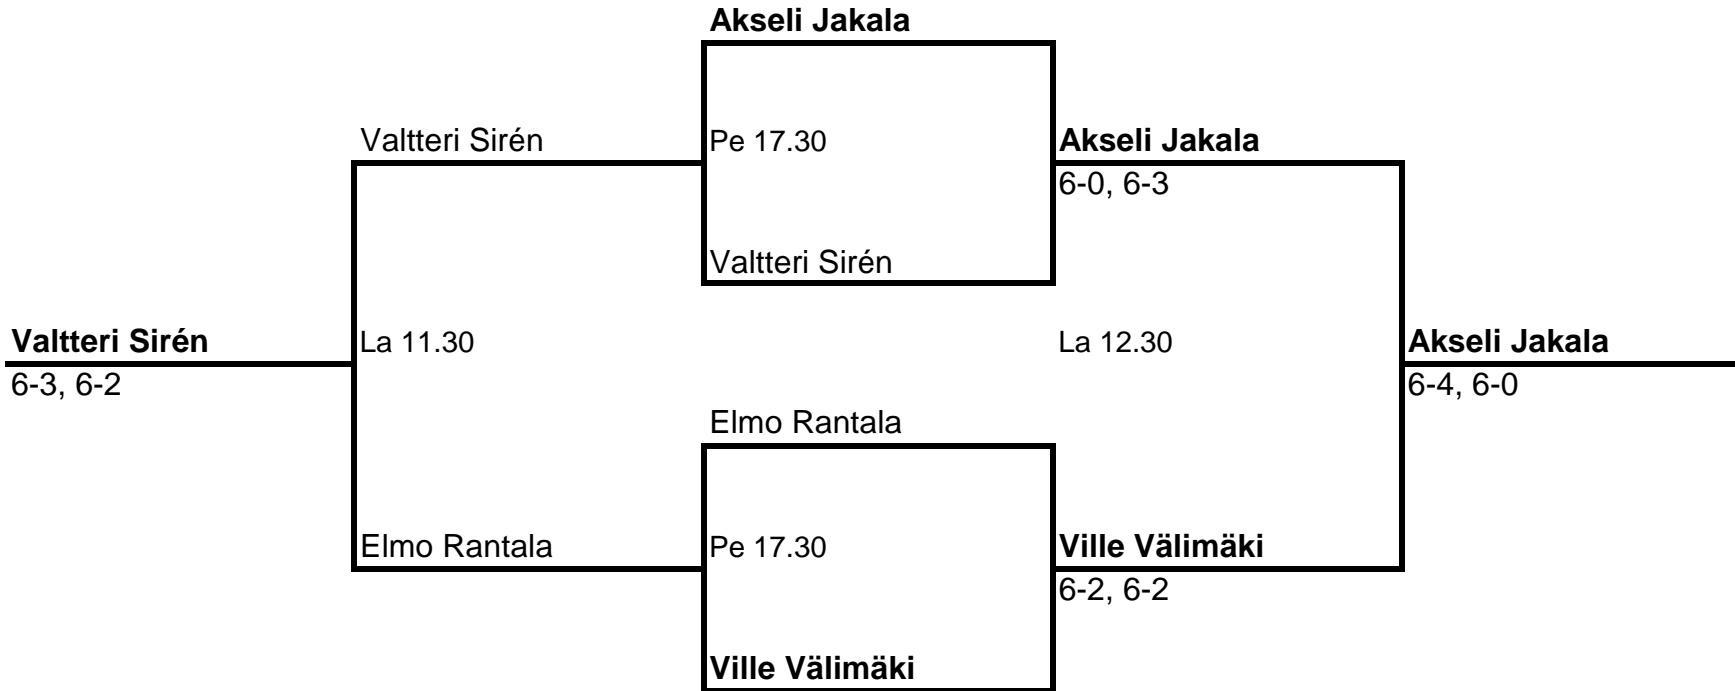 Akseli Jakala
Valtteri Sirén
Pe 17.30
Akseli Jakala
6-0, 6-3
Valtteri Sirén
Valtteri Sirén
La 11.30
La 12.30
Akseli Jakala
6-3, 6-2
6-4, 6-0
Elmo Rantala
Elmo Rantala
Pe 17.30
Ville Välimäki
6-2, 6-2
Ville Välimäki